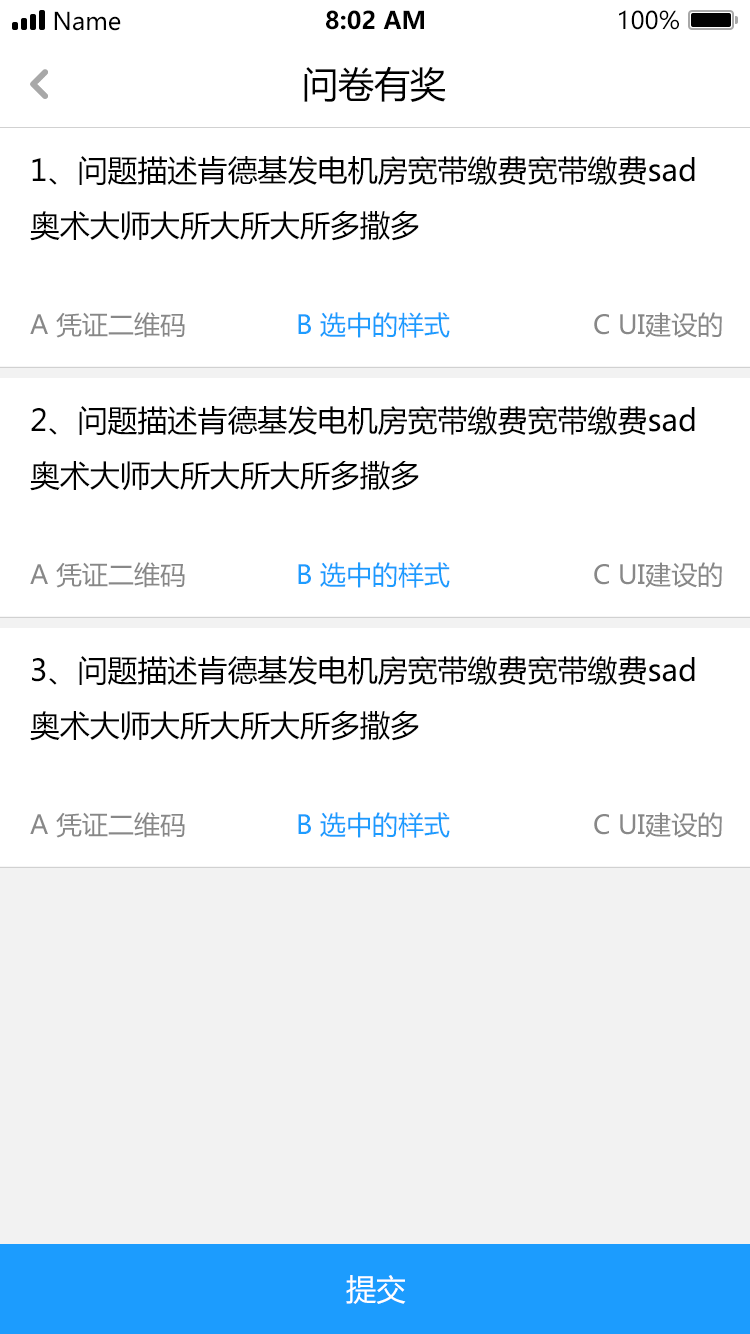 Name 8:02 AM 100%
问卷有奖
1、问题描述肯德基发电机房宽带缴费宽带缴费sad
奥术大师大所大所大所多撒多
A 凭证二维码 B 选中的样式 C UI建设的
2、问题描述肯德基发电机房宽带缴费宽带缴费sad
奥术大师大所大所大所多撒多
A 凭证二维码 B 选中的样式 C UI建设的
3、问题描述肯德基发电机房宽带缴费宽带缴费sad
奥术大师大所大所大所多撒多
A 凭证二维码 B 选中的样式 C UI建设的
提交